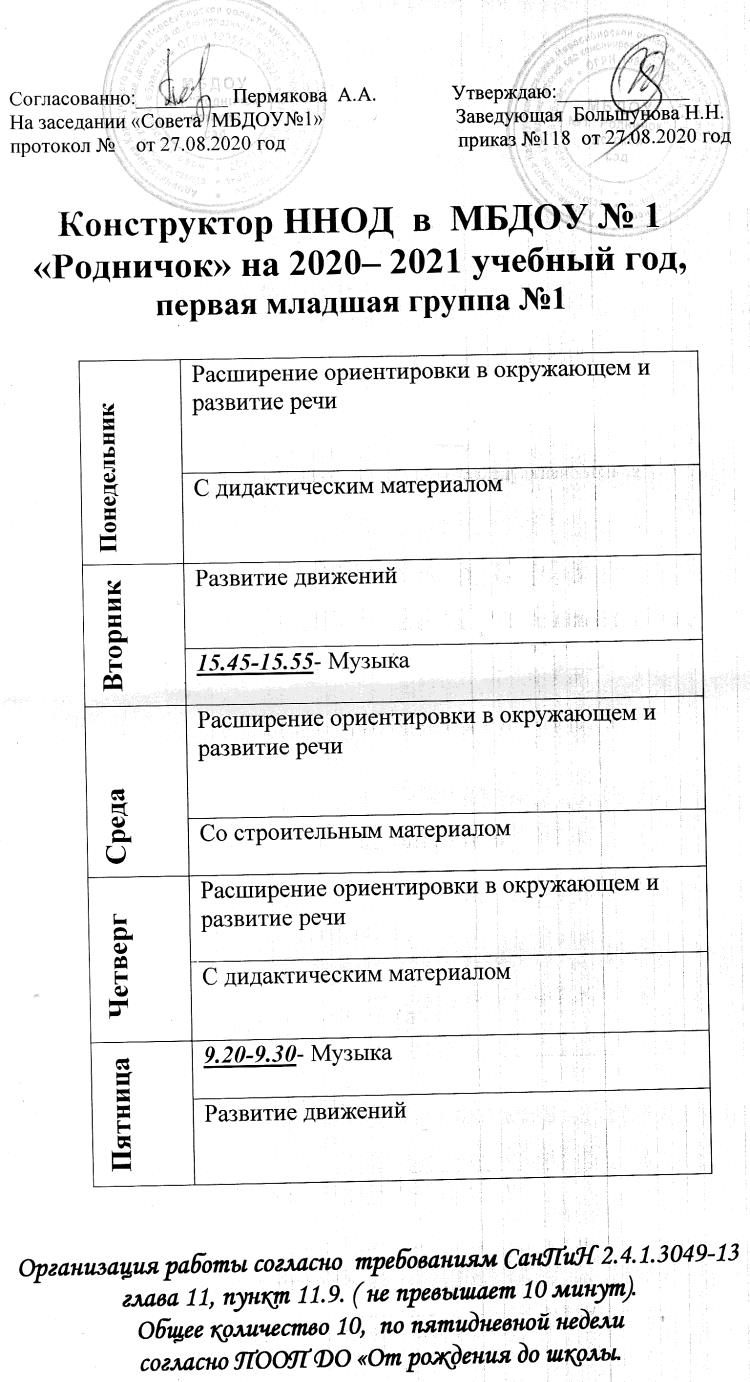 Согласованно:__________ Пермякова А.А.
На заседании «Совета МБДОУ№1»
протокол № от 27.08.2020 год
Утверждаю:______________
Заведующая Большунова Н.Н.
приказ №118 от 27.08.2020 год
Конструктор ННОД в МБДОУ № 1
«Родничок» на 2020– 2021 учебный год,
первая младшая группа №1
Понедельник
Расширение ориентировки в окружающем и
развитие речи
С дидактическим материалом
Вторник
Развитие движений
15.45-15.55- Музыка
Среда
Расширение ориентировки в окружающем и
развитие речи
Со строительным материалом
Четверг
Расширение ориентировки в окружающем и
развитие речи
С дидактическим материалом
Пятница
9.20-9.30- Музыка
Развитие движений
Организация работы согласно требованиям СанПиН 2.4.1.3049-13
глава 11, пункт 11.9. ( не превышает 10 минут).
Общее количество 10, по пятидневной недели
согласно ПООП ДО «От рождения до школы.